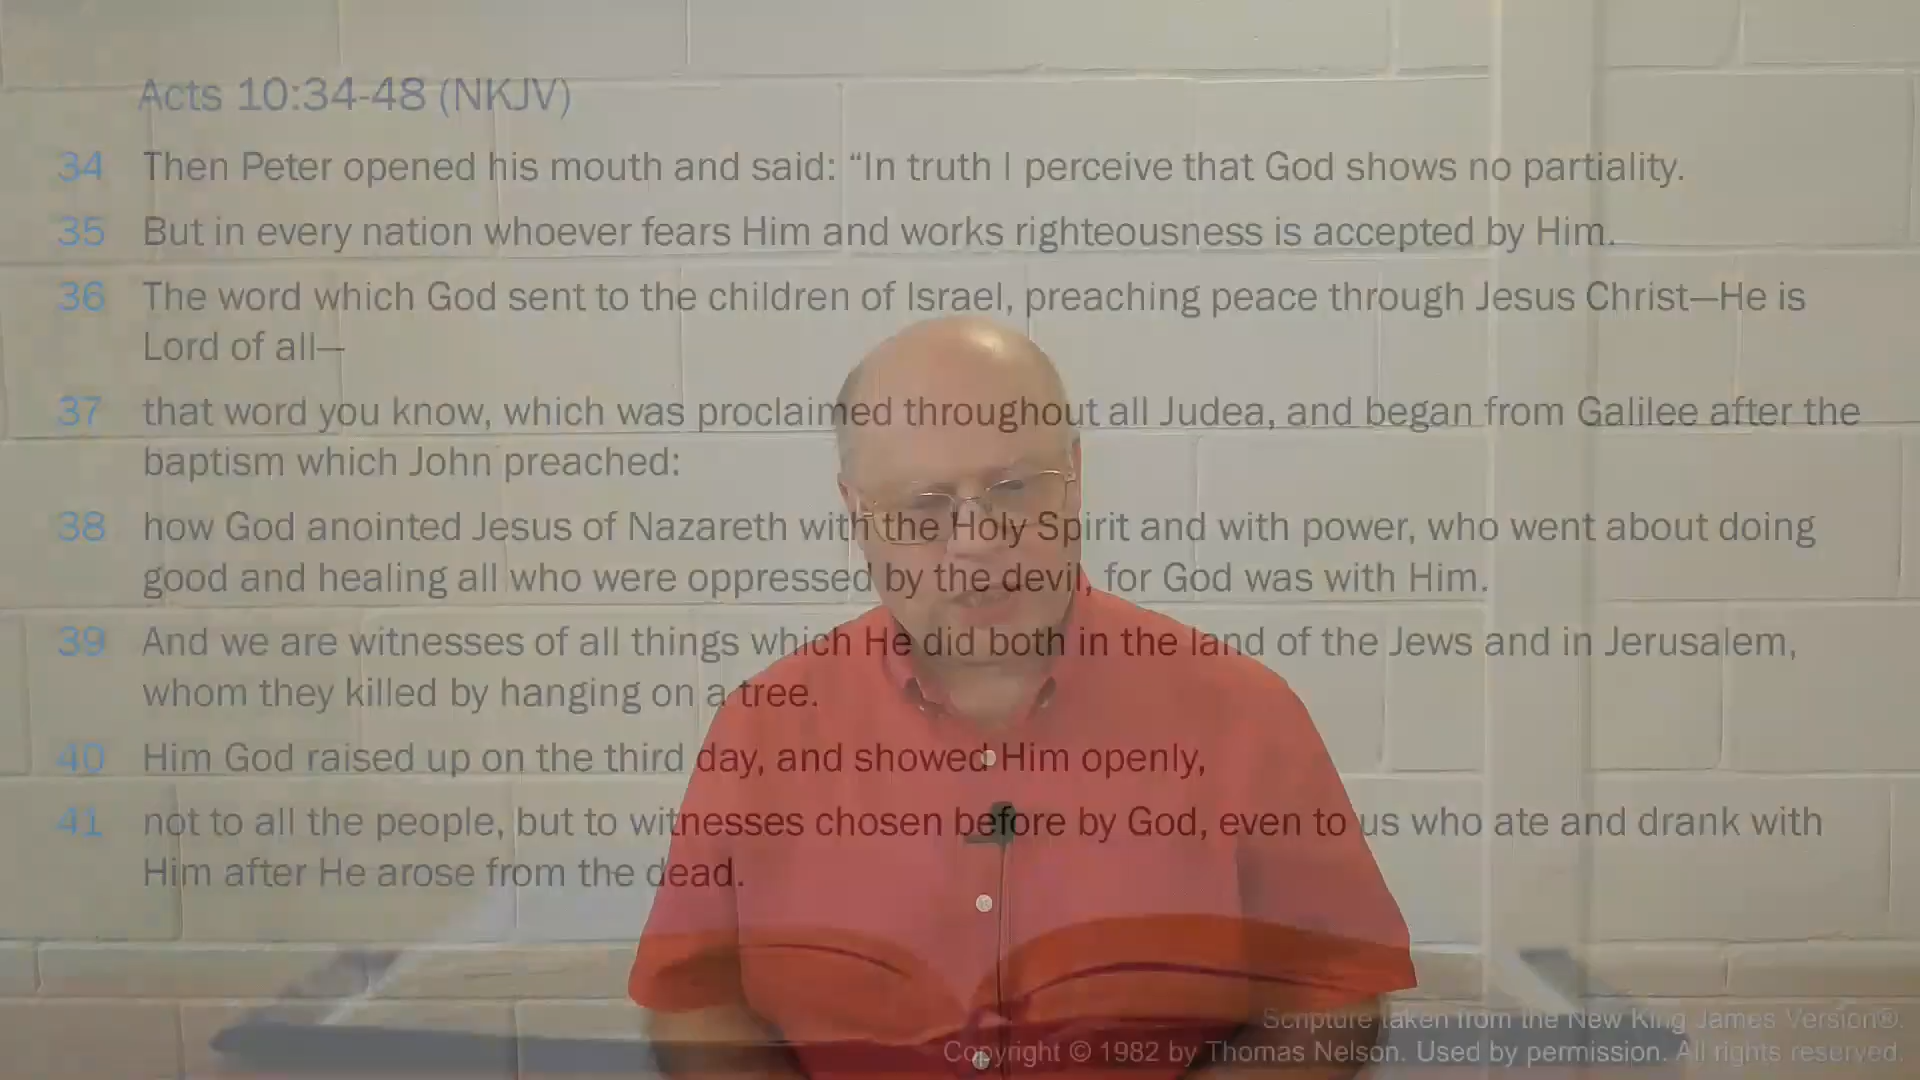 Acts 10:34-48 (NKJV)
34 Then Peter opened his mouth and said: “In truth I perceive that God shows no partiality.
35 But in every nation whoever fears Him and works righteousness is accepted by Him.
36 The word which God sent to the children of Israel, preaching peace through Jesus Christ—He is
Lord of all—
37 that word you know, which was proclaimed throughout all Judea, and began from Galilee after the
baptism which John preached:
38 how God anointed Jesus of Nazareth with the Holy Spirit and with power, who went about doing
good and healing all who were oppressed by the devil, for God was with Him.
39 And we are witnesses of all things which He did both in the land of the Jews and in Jerusalem,
whom they killed by hanging on a tree.
40 Him God raised up on the third day, and showed Him openly,
41 not to all the people, but to witnesses chosen before by God, even to us who ate and drank with
Him after He arose from the dead.
Scripture taken from the New King James Version®.
Copyright © 1982 by Thomas Nelson. Used by permission. All rights reserved.